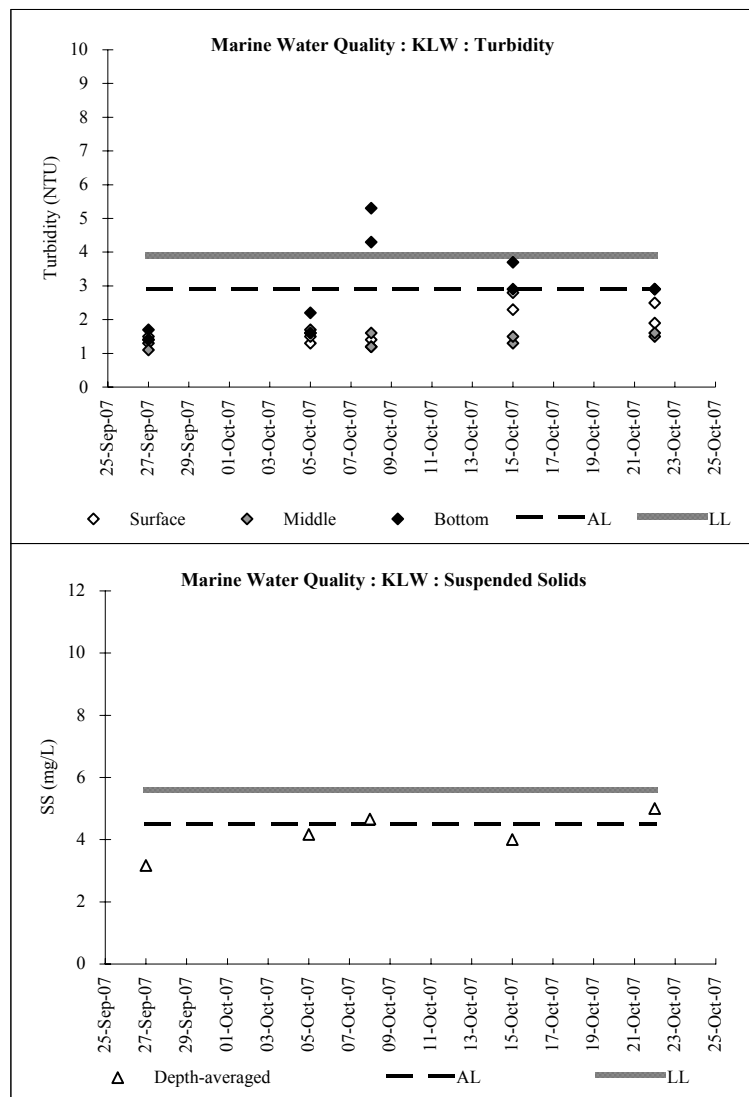 Marine Water Quality : KLW : Turbidity
10
9
8
7
6
5
4
3
2
1
0
Turbidity (NTU)
25-Sep-07
27-Sep-07
29-Sep-07
01-Oct-07
03-Oct-07
05-Oct-07
07-Oct-07
09-Oct-07
11-Oct-07
13-Oct-07
15-Oct-07
17-Oct-07
19-Oct-07
21-Oct-07
23-Oct-07
25-Oct-07
Surface Middle Bottom AL LL
Marine Water Quality : KLW : Suspended Solids
12
10
8
6
4
2
0
SS (mg/L)
25-Sep-07
27-Sep-07
29-Sep-07
01-Oct-07
03-Oct-07
05-Oct-07
07-Oct-07
09-Oct-07
11-Oct-07
13-Oct-07
15-Oct-07
17-Oct-07
19-Oct-07
21-Oct-07
23-Oct-07
25-Oct-07
Depth-averaged AL LL